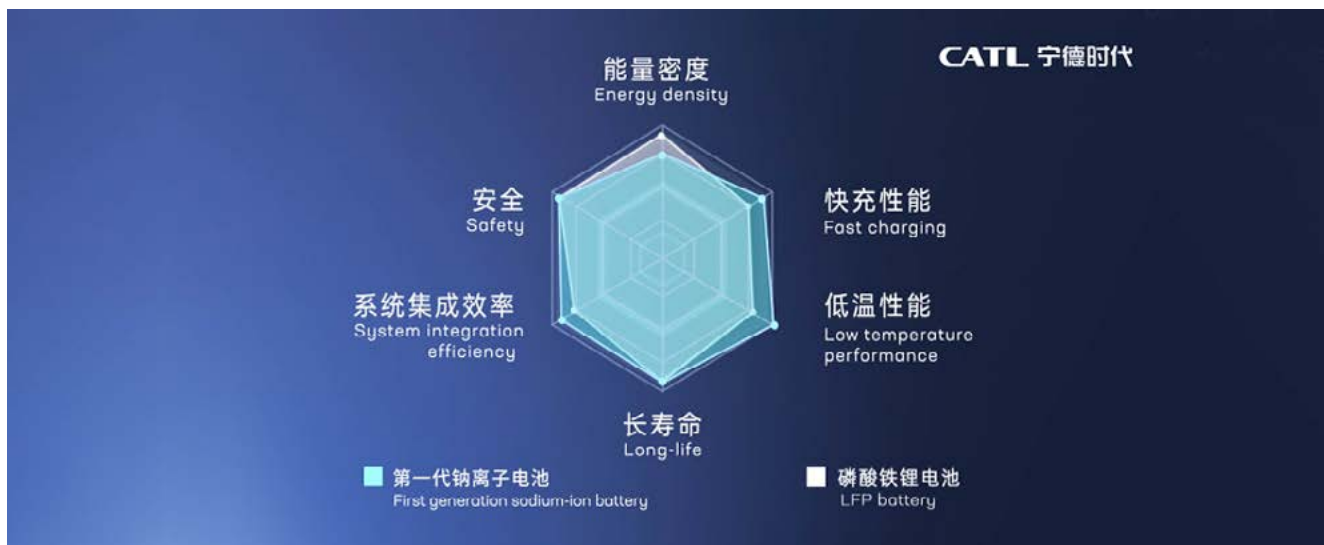 CATL 宁德时代
能量密度
Energy density
安全
Safety
快充性能
Fast charging
系统集成效率
System integration
efficiency
低温性能
Low temperature
performance
长寿命
Long-life
第一代钠离子电池
First generation sodium-ion battery
磷酸铁锂电池
LFP battery